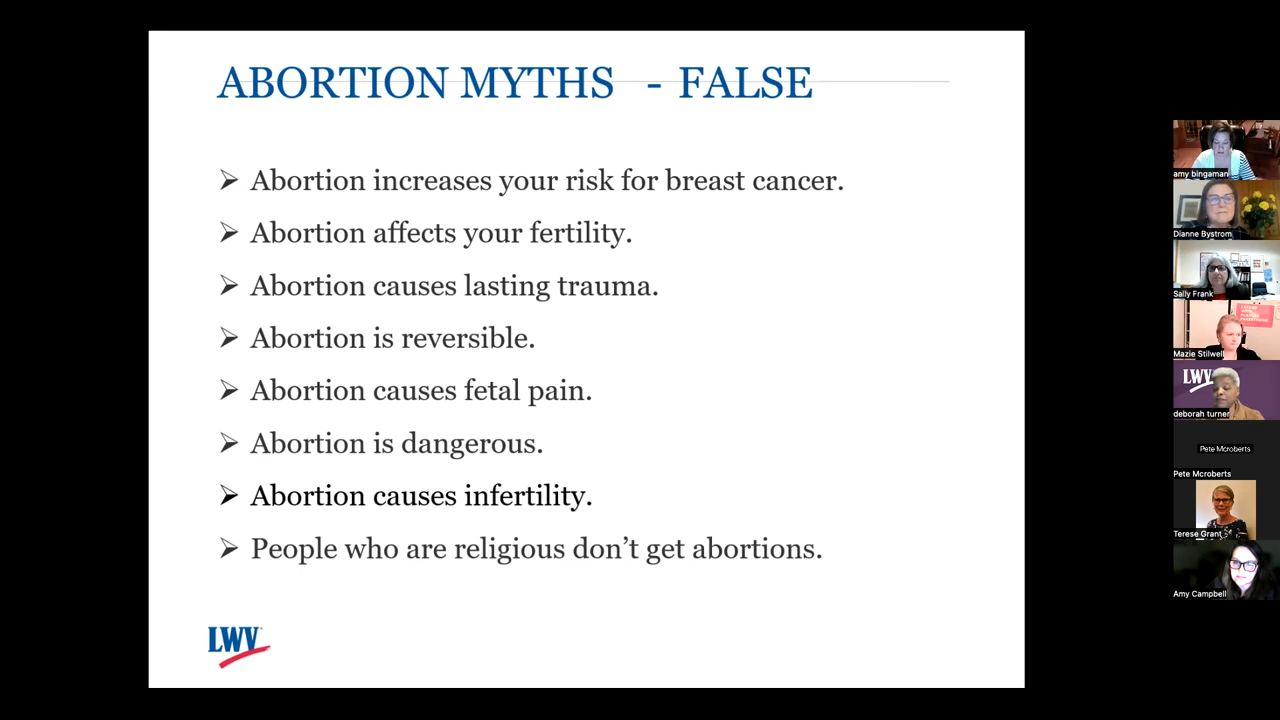 ABORTION MYTHS - FALSE
➢ Abortion increases your risk for breast cancer.
➢ Abortion affects your fertility.
➢ Abortion causes lasting trauma.
➢ Abortion is reversible.
➢ Abortion causes fetal pain.
➢ Abortion is dangerous.
➢ Abortion causes infertility.
➢ People who are religious don’t get abortions.
LWV
amy bingaman
Dianne Bystrom
Sally Frank
Mazie Stilwell
LWV
deborah turner
Pete Mcroberts
Pete Mcroberts
Terese Grant
Amy Campbell